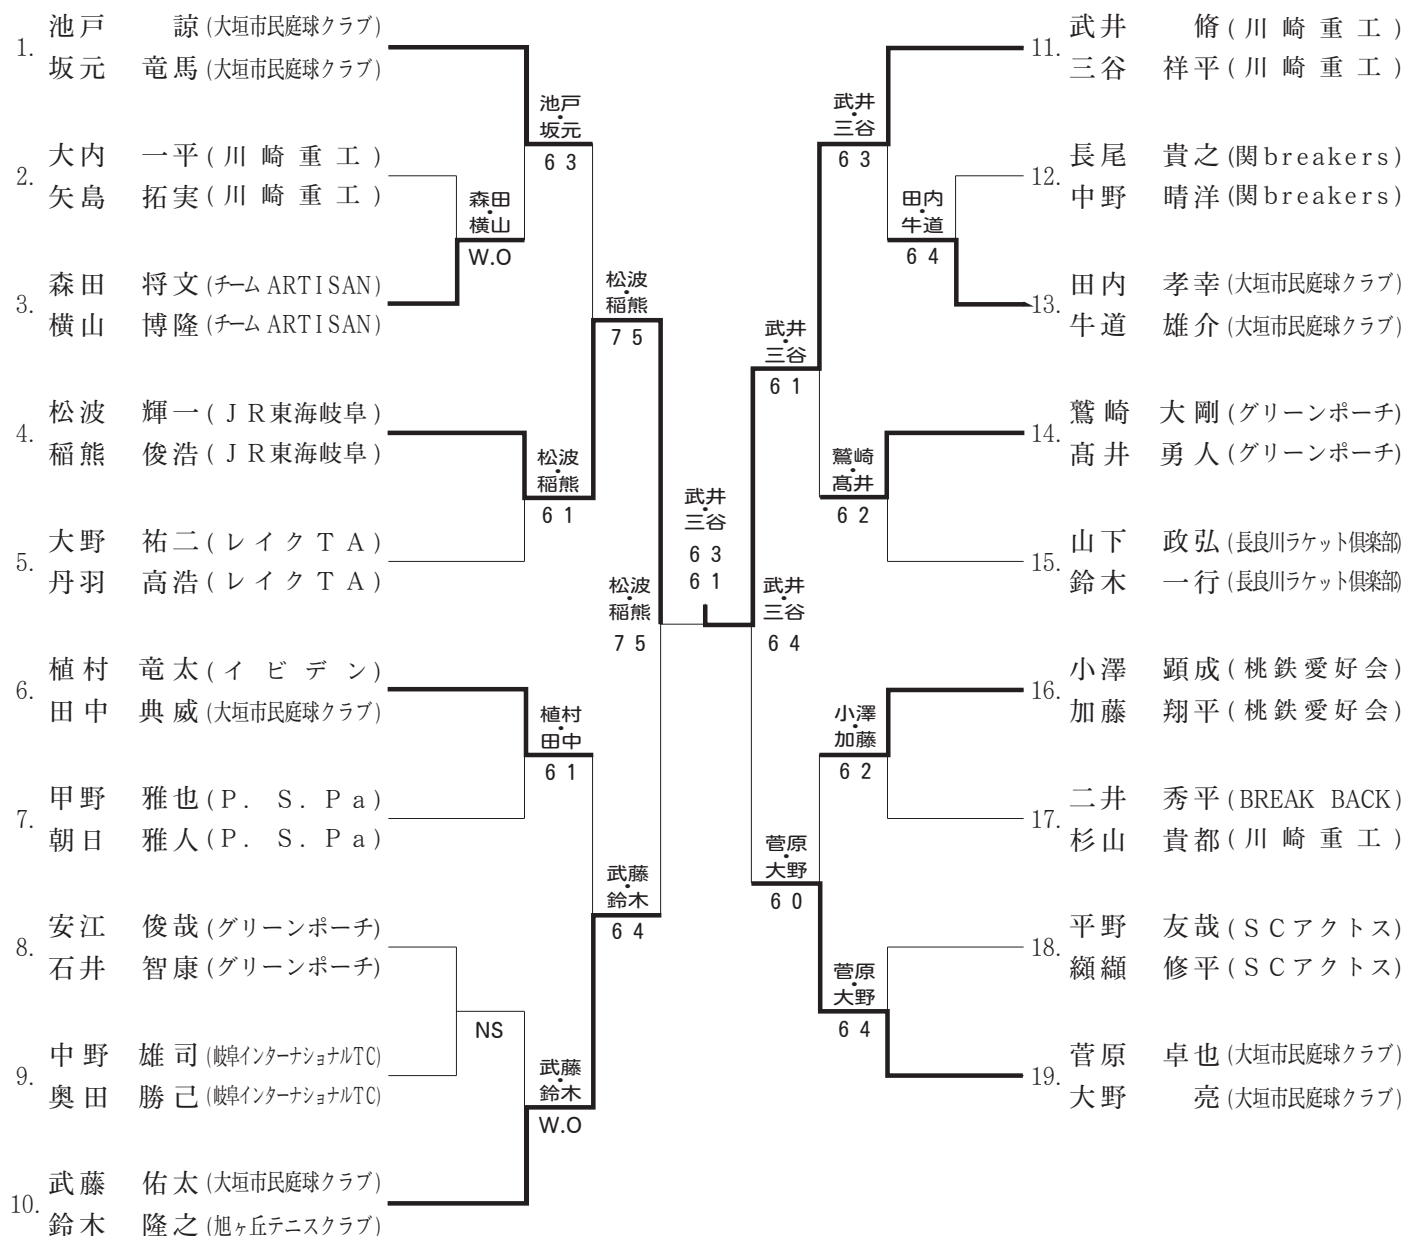 1.
池戸 諒(大垣市民庭球クラブ)
坂元 竜馬(大垣市民庭球クラブ)
2.
大内 一平(川崎重工)
矢島 拓実(川崎重工)
3.
森田 将文(チームARTISAN)
横山 博隆(チームARTISAN)
4.
松波 輝一(JR東海岐阜)
稲熊 俊浩(JR東海岐阜)
5.
大野 祐二(レイクTA)
丹羽 高浩(レイクTA)
6.
植村 竜太(イビデン)
田中 典威(大垣市民庭球クラブ)
7.
甲野 雅也(P. S. Pa)
朝日 雅人(P. S. Pa)
8.
安江 俊哉(グリーンポーチ)
石井 智康(グリーンポーチ)
9.
中野 雄司(岐阜インターナショナルTC)
奥田 勝己(岐阜インターナショナルTC)
10.
武藤 佑太(大垣市民庭球クラブ)
鈴木 隆之(旭ヶ丘テニスクラブ)
森田・
横山
W.O
NS
池戸・
坂元
6 3
松波・
稲熊
6 1
植村・
田中
6 1
武藤・
鈴木
W.O
松波・
稲熊
7 5
武藤・
鈴木
6 4
松波・
稲熊
7 5
武井・
三谷
6 3
6 1
武井・
三谷
6 4
武井・
三谷
6 1
菅原・
大野
6 0
武井・
三谷
6 3
鷲崎・
髙井
6 2
小澤・
加藤
6 2
菅原・
大野
6 4
田内・
牛道
6 4
11.
武井 脩(川崎重工)
三谷 祥平(川崎重工)
12.
長尾 貴之(関breakers)
中野 晴洋(関breakers)
13.
田内 孝幸(大垣市民庭球クラブ)
牛道 雄介(大垣市民庭球クラブ)
14.
鷲崎 大剛(グリーンポーチ)
髙井 勇人(グリーンポーチ)
15.
山下 政弘(長良川ラケット倶楽部)
鈴木 一行(長良川ラケット倶楽部)
16.
小澤 顕成(桃鉄愛好会)
加藤 翔平(桃鉄愛好会)
17.
二井 秀平(BREAK BACK)
杉山 貴都(川崎重工)
18.
平野 友哉(SCアクトス)
纐纈 修平(SCアクトス)
19.
菅原 卓也(大垣市民庭球クラブ)
大野 亮(大垣市民庭球クラブ)